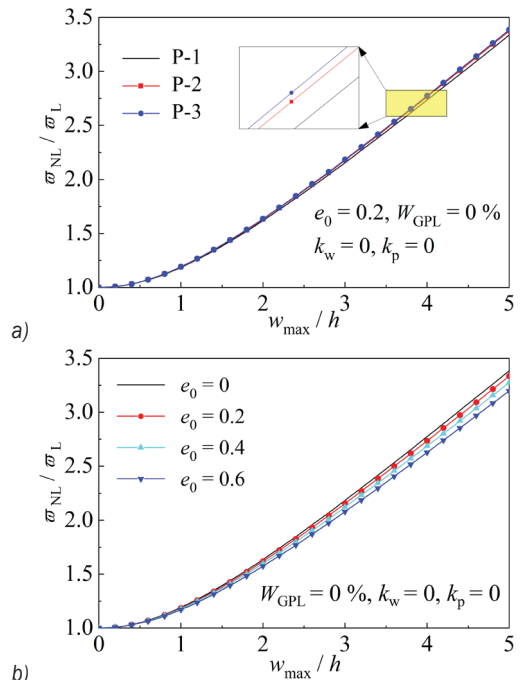 3.5
3.0
2.5
2.0
1.5
1.0
ϖNL / ϖL
P-1
P-2
P-3
e0 = 0.2, WGPL = 0 %
kw = 0, kp = 0
0 1 2 3 4 5
wmax / h
a)
3.5
3.0
2.5
2.0
1.5
1.0
ϖNL / ϖL
e0 = 0
e0 = 0.2
e0 = 0.4
e0 = 0.6
WGPL = 0 %, kw = 0, kp = 0
0 1 2 3 4 5
wmax / h
b)